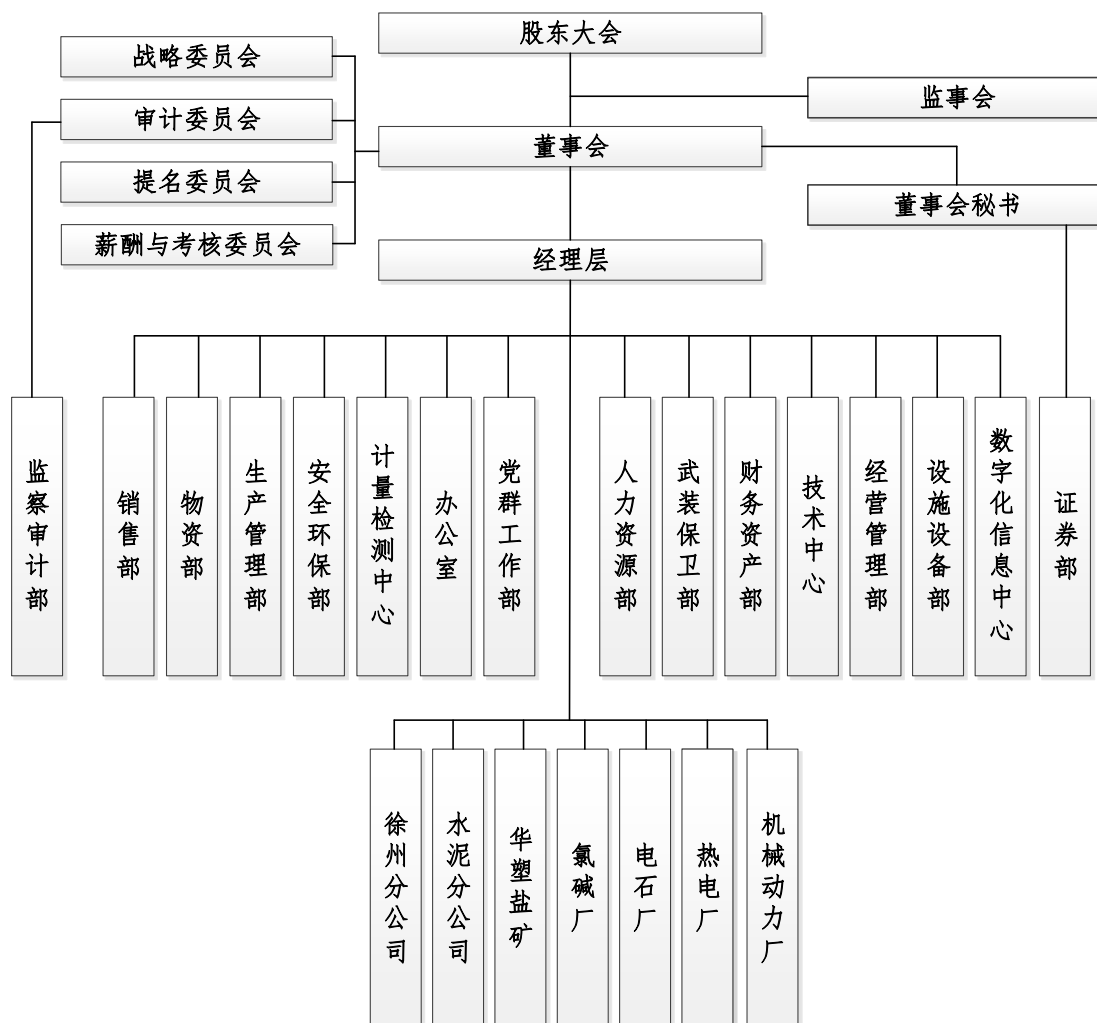 股东大会
战略委员会
监事会
审计委员会
董事会
提名委员会
董事会秘书
薪酬与考核委员会
经理层
监察审计部
销售部
物资部
生产管理部
安全环保部
计量检测中心
办公室
党群工作部
人力资源部
武装保卫部
财务资产部
技术中心
经营管理部
设施设备部
数字化信息中心
证券部
徐州分公司
水泥分公司
华塑盐矿
氯碱厂
电石厂
热电厂
机械动力厂